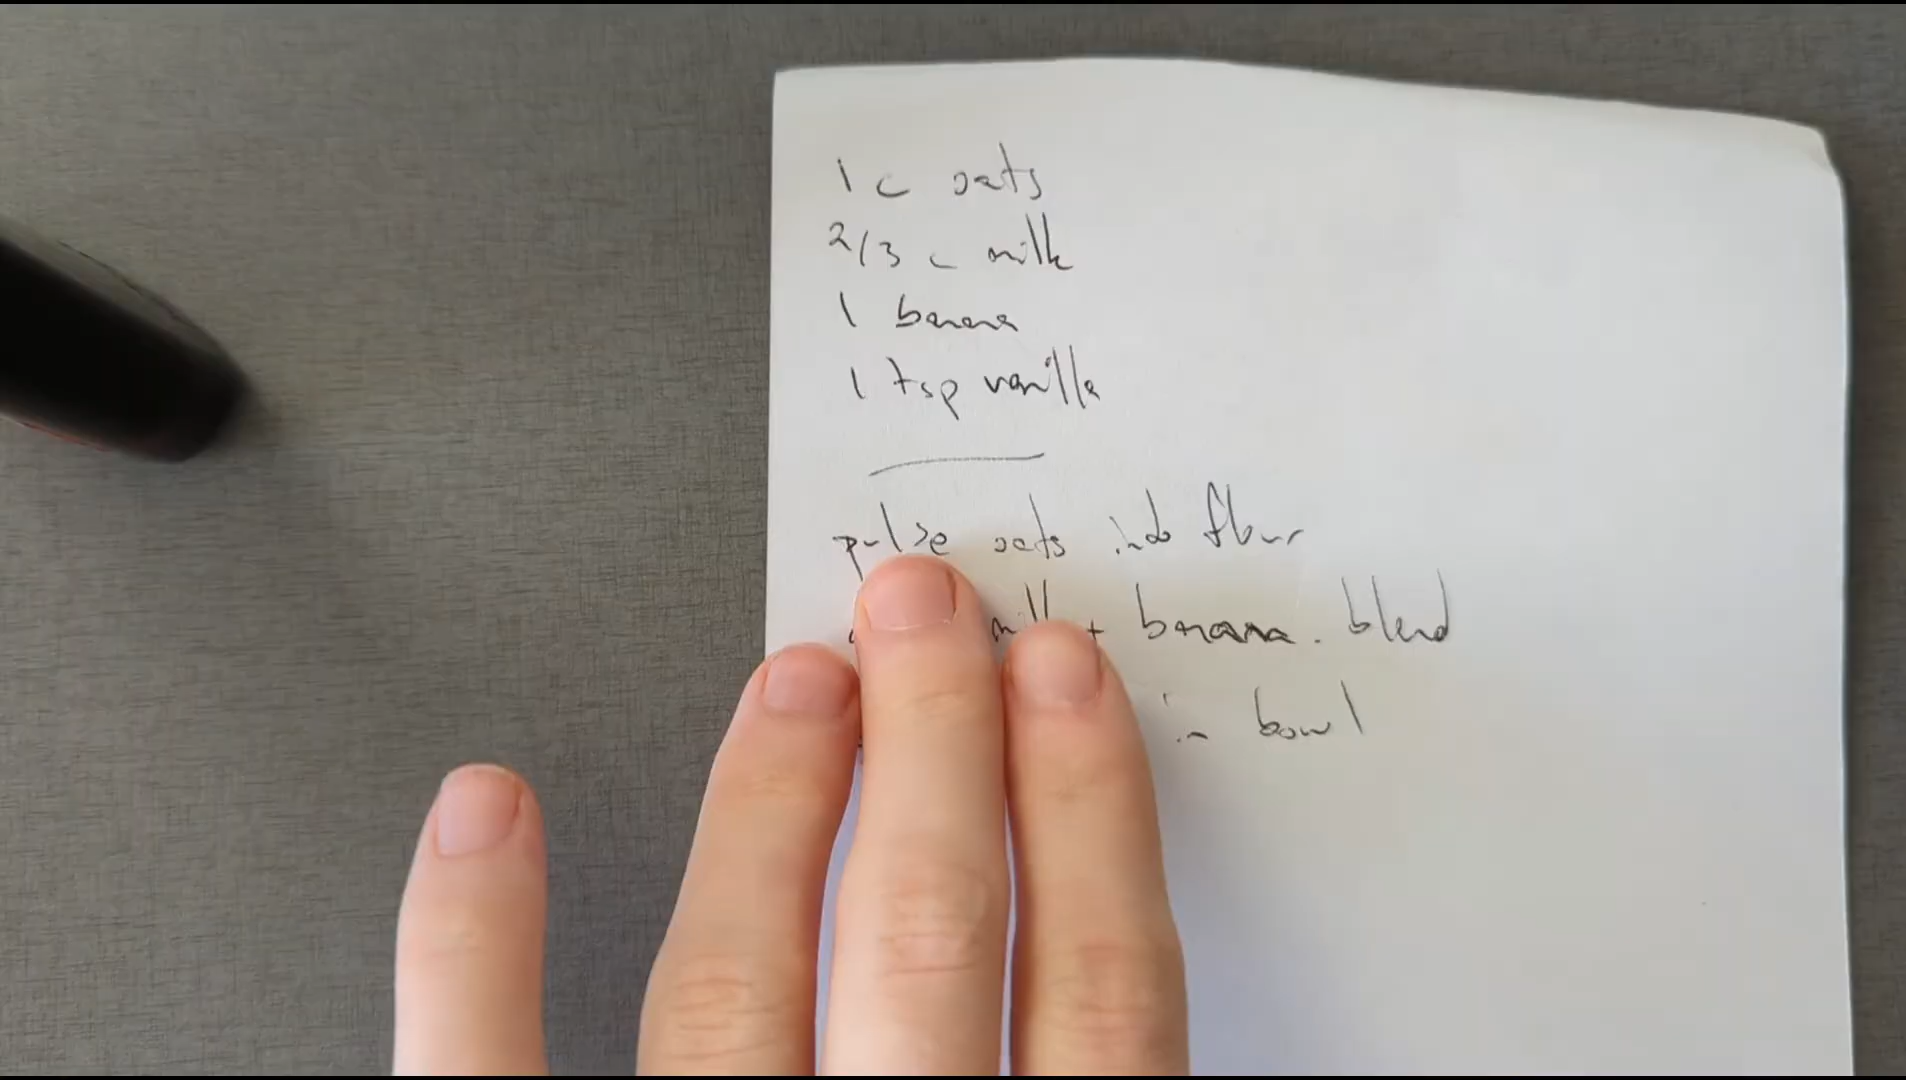 1 c oats
2/3 c milk
1 banana
1 tsp vanilla
pulse oats into flour
milk + banana. blend
in bowl